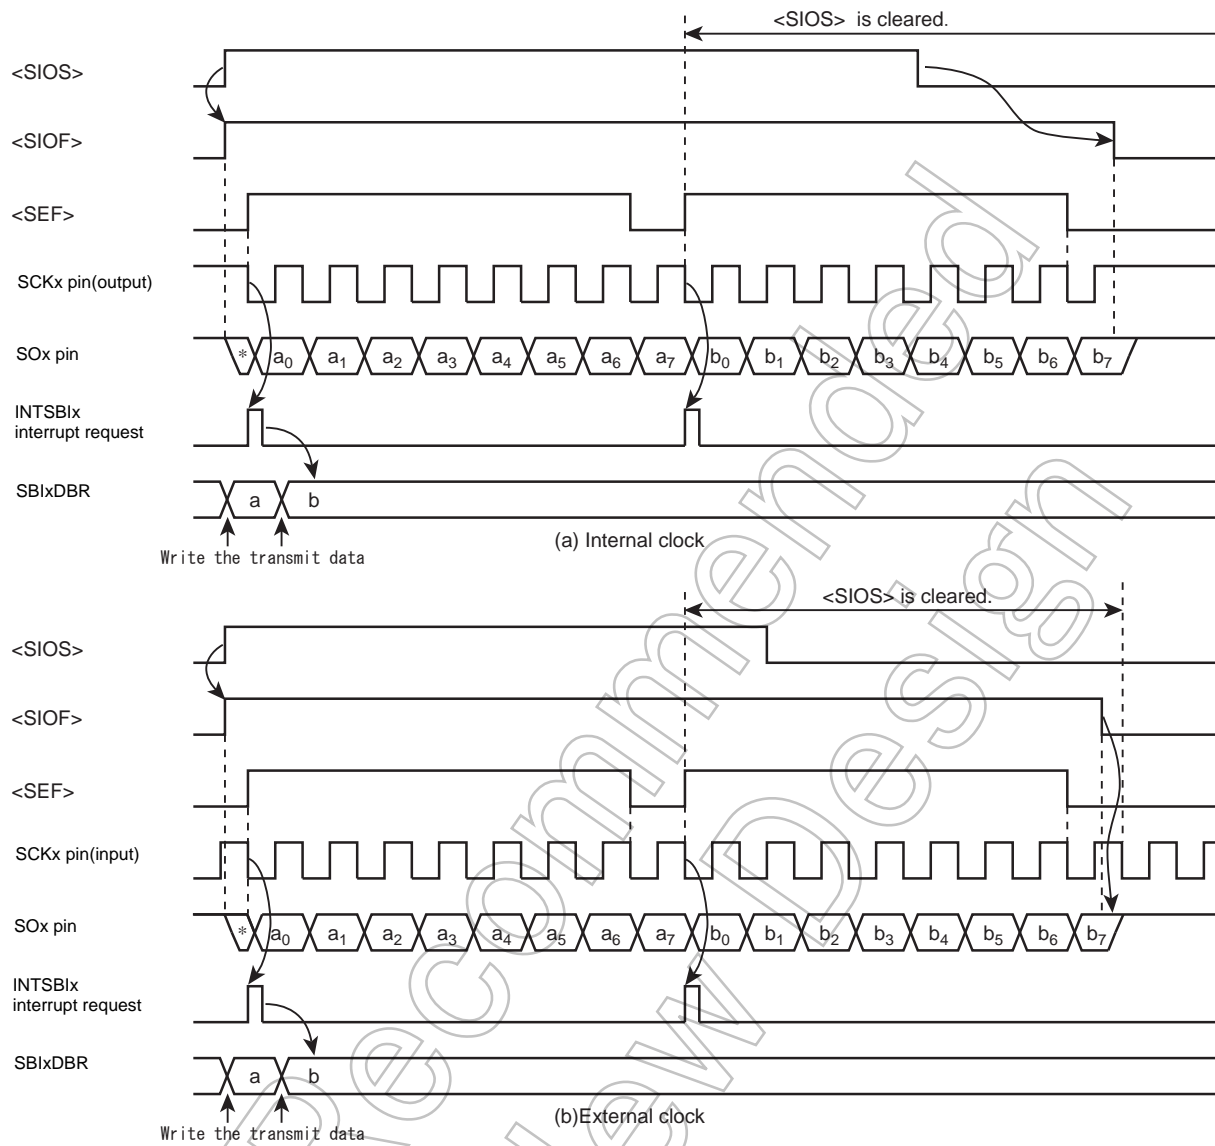 <SIOS> is cleared.
<SIOS>
<SIOF>
<SEF>
SCKx pin(output)
SOx pin
* a0 a1 a2 a3 a4 a5 a6 a7 b0 b1 b2 b3 b4 b5 b6 b7
INTSBIx
interrupt request
SBIxDBR
a b
(a) Internal clock
Write the transmit data
<SIOS> is cleared.
<SIOS>
<SIOF>
<SEF>
SCKx pin(input)
SOx pin
* a0 a1 a2 a3 a4 a5 a6 a7 b0 b1 b2 b3 b4 b5 b6 b7
INTSBIx
interrupt request
SBIxDBR
a b
(b)External clock
Write the transmit data
Recommended
New Design